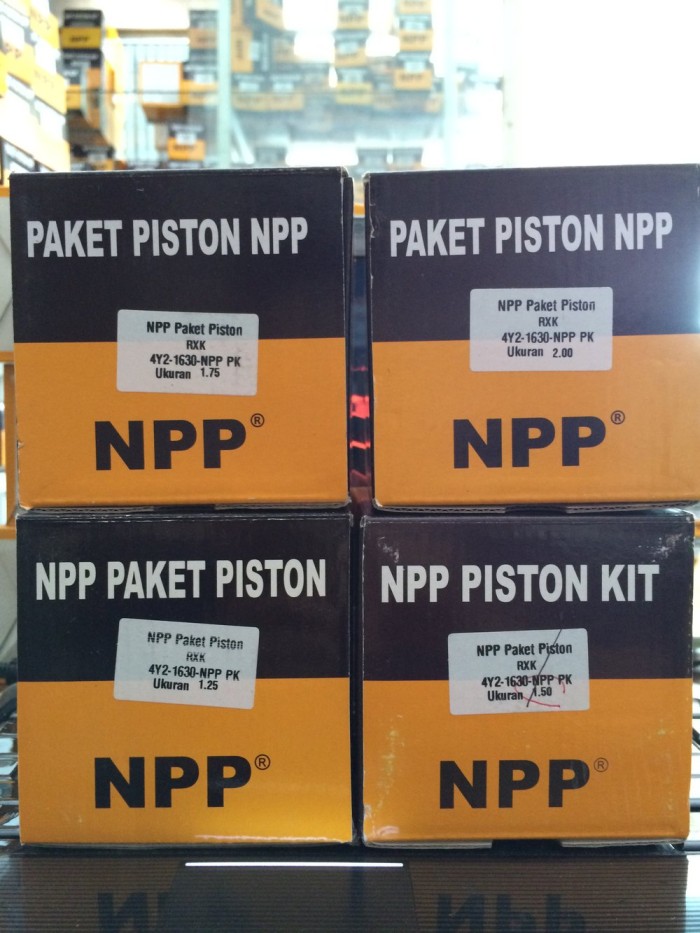 PAKET PISTON NPP
NPP Paket Piston
RXK
4Y2-1630-NPP PK
Ukuran 1.75
NPP®
PAKET PISTON NPP
NPP Paket Piston
RXK
4Y2-1630-NPP PK
Ukuran 2.00
NPP®
NPP PAKET PISTON
NPP Paket Piston
RXK
4Y2-1630-NPP PK
Ukuran 1.25
NPP®
NPP PISTON KIT
NPP Paket Piston
RXK
4Y2-1630-NPP PK
Ukuran 1.50
NPP®